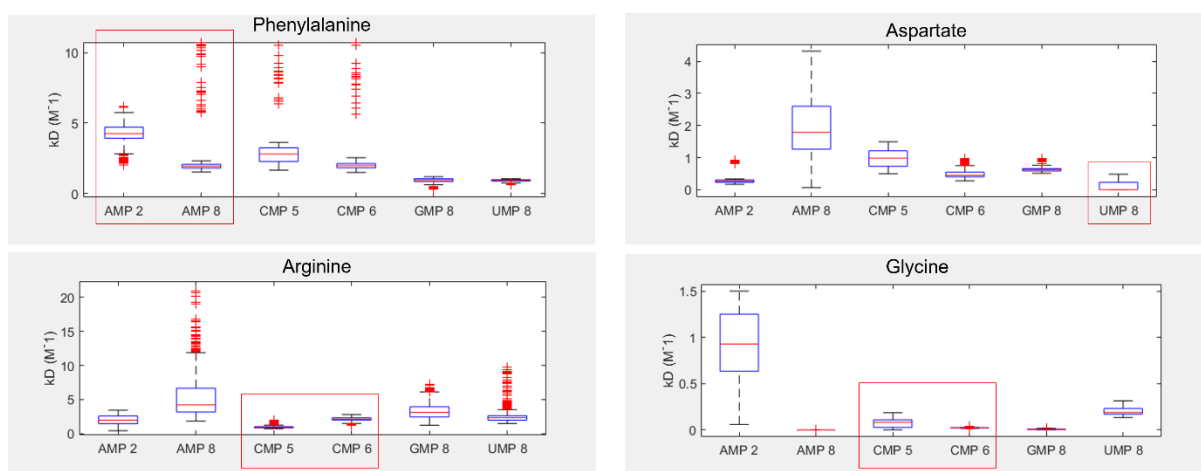 Phenylalanine
10
5
0
kD (M^-1)
AMP 2 AMP 8 CMP 5 CMP 6 GMP 8 UMP 8
Aspartate
4
3
2
1
0
kD (M^-1)
AMP 2 AMP 8 CMP 5 CMP 6 GMP 8 UMP 8
Arginine
20
15
10
5
0
kD (M^-1)
AMP 2 AMP 8 CMP 5 CMP 6 GMP 8 UMP 8
Glycine
1.5
1
0.5
0
kD (M^-1)
AMP 2 AMP 8 CMP 5 CMP 6 GMP 8 UMP 8